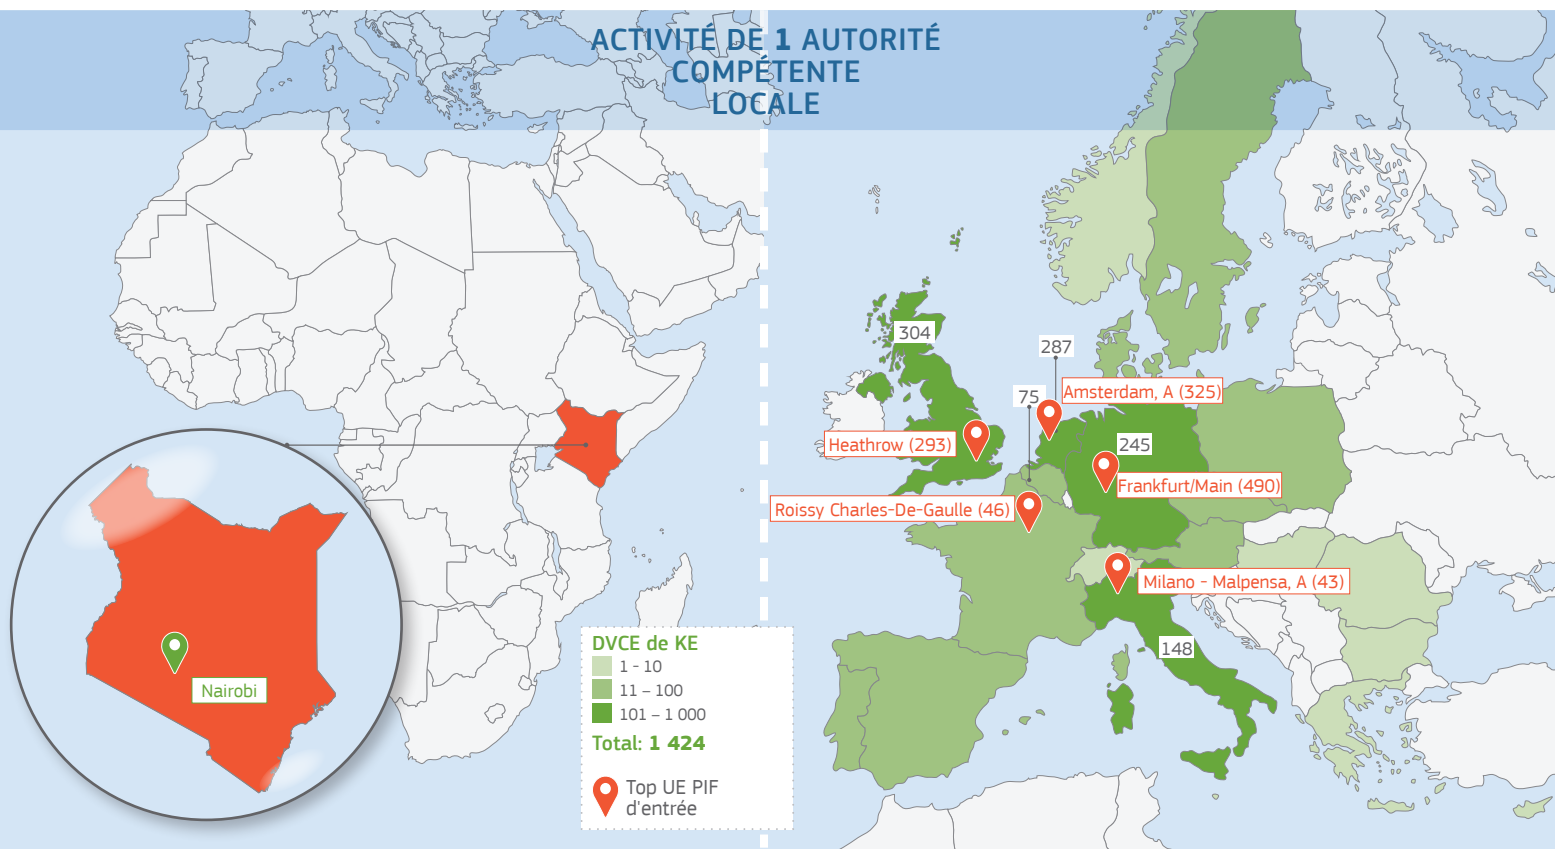 ACTIVITÉ DE 1 AUTORITÉ
COMPÉTENTE
LOCALE
304
287
75
Amsterdam, A (325)
Heathrow (293)
245
Frankfurt/Main (490)
Roissy Charles-De-Gaulle (46)
Milano - Malpensa, A (43)
148
Nairobi
DVCE de KE
1 - 10
11 – 100
101 – 1 000
Total: 1 424
Top UE PIF
d'entrée